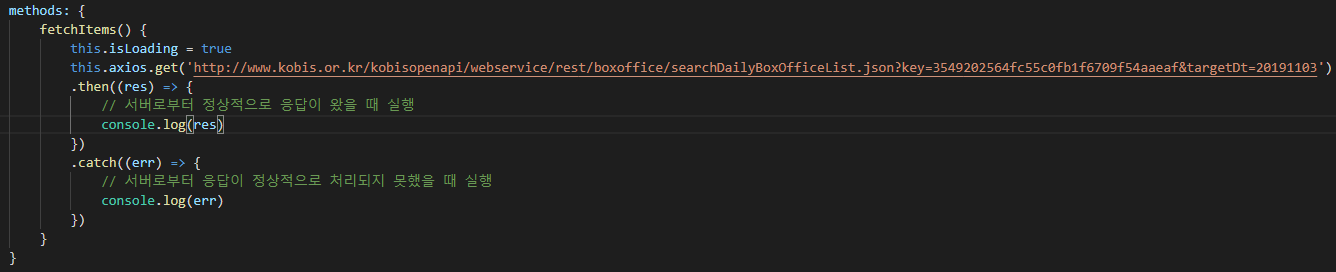 methods: {
fetchItems() {
this.isLoading = true
this.axios.get('http://www.kobis.or.kr/kobisopenapi/webservice/rest/boxoffice/searchDailyBoxOfficeList.json?key=3549202564fc55c0fb1f6709f54aaeaf&targetDt=20191103')
.then((res) => {
// 서버로부터 정상적으로 응답이 왔을 때 실행
console.log(res)
})
.catch((err) => {
// 서버로부터 응답이 정상적으로 처리되지 못했을 때 실행
console.log(err)
})
}
}